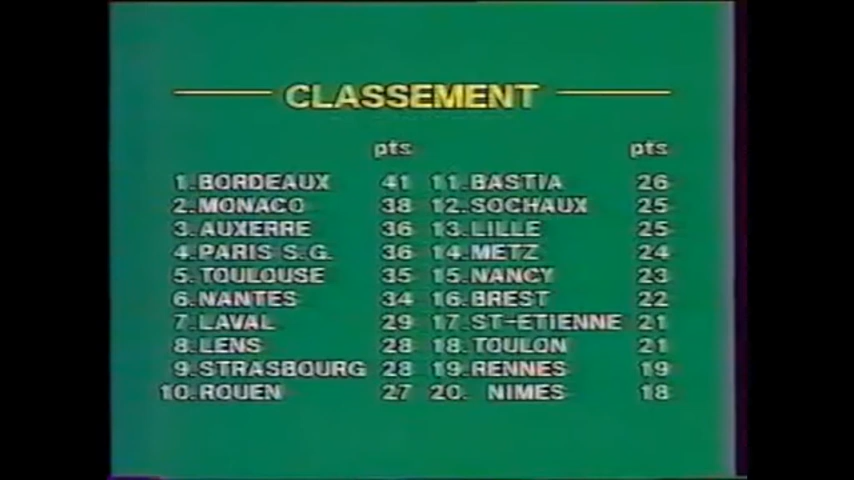 CLASSEMENT
pts pts
1. BORDEAUX 41 11. BASTIA 26
2. MONACO 38 12. SOCHAUX 25
3. AUXERRE 36 13. LILLE 25
4. PARIS S.G. 36 14. METZ 24
5. TOULOUSE 35 15. NANCY 23
6. NANTES 34 16. BREST 22
7. LAVAL 29 17. ST-ETIENNE 21
8. LENS 28 18. TOULON 21
9. STRASBOURG 28 19. RENNES 19
10. ROUEN 27 20. NIMES 18